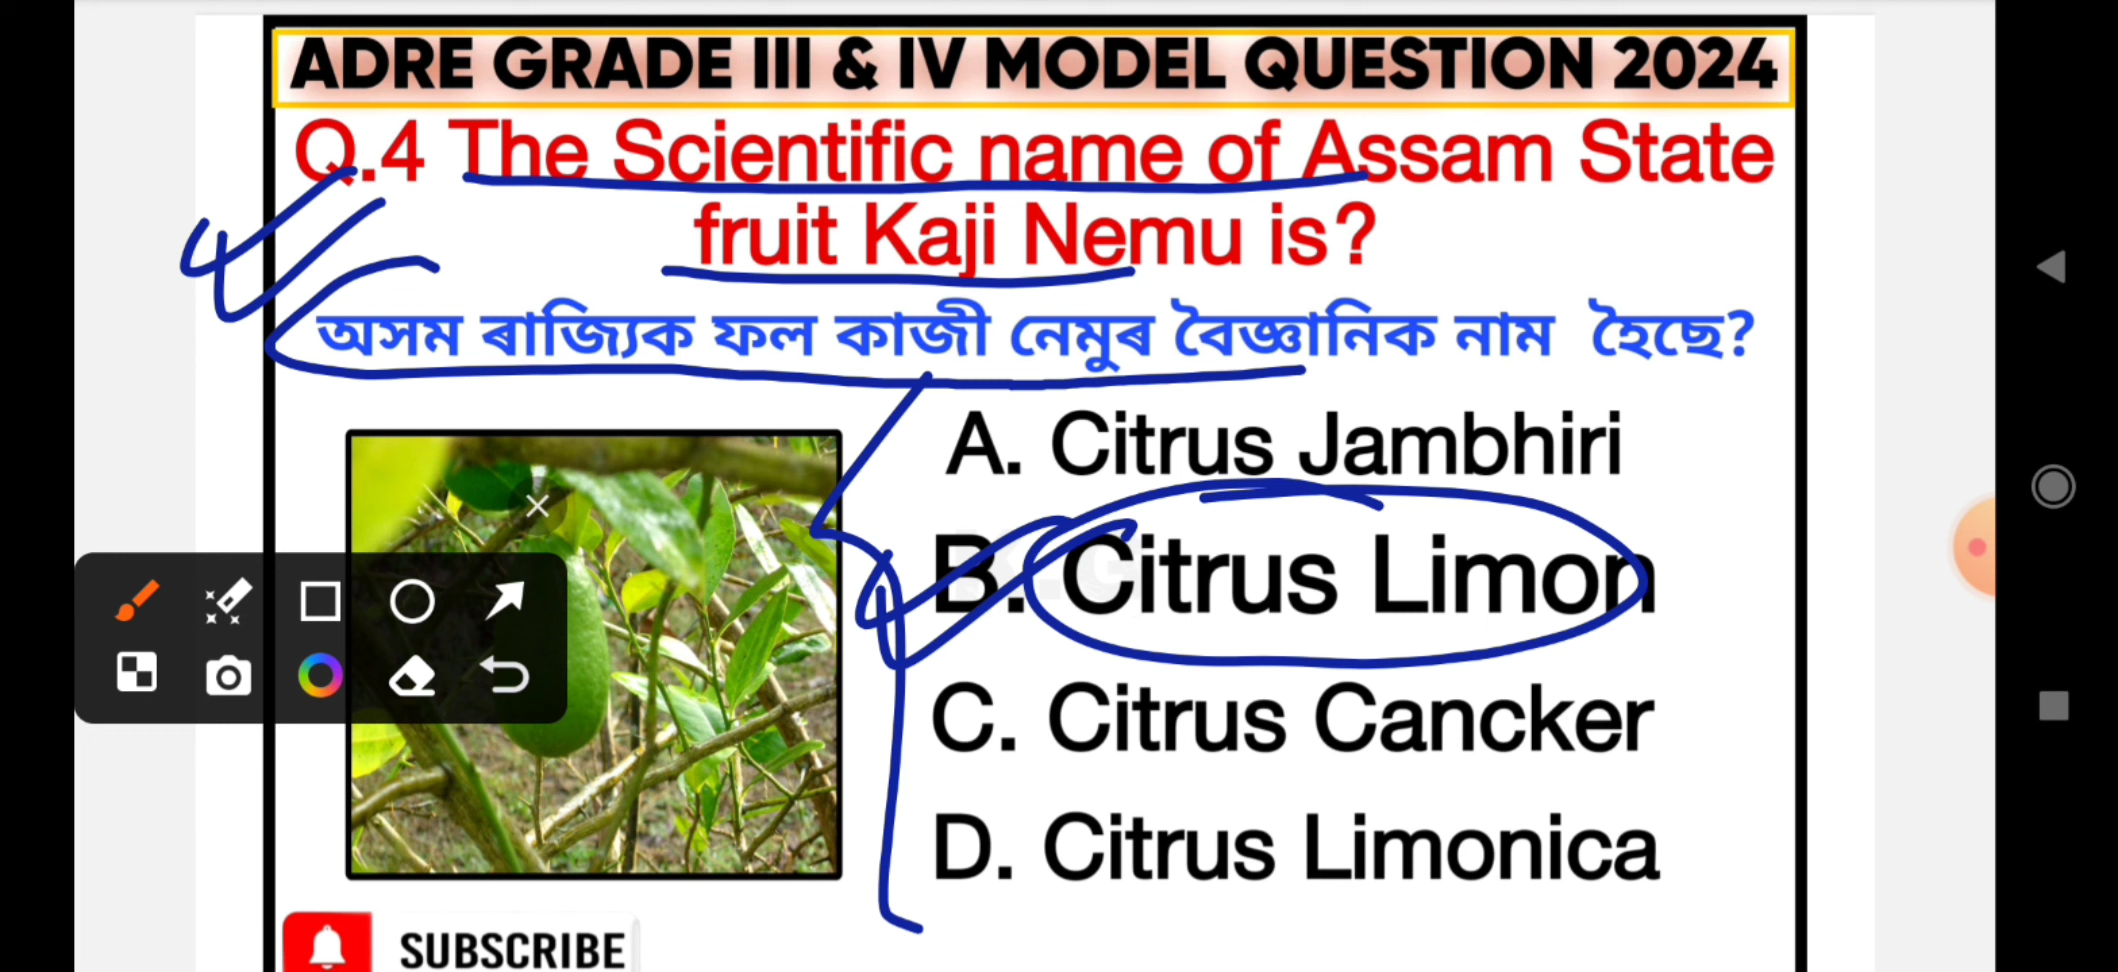 ADRE GRADE III & IV MODEL QUESTION 2024
Q.4 The Scientific name of Assam State
fruit Kaji Nemu is?
অসম ৰাজ্যিক ফল কাজী নেমুৰ বৈজ্ঞানিক নাম হৈছে?
A. Citrus Jambhiri
B. Citrus Limon
C. Citrus Cancker
D. Citrus Limonica
SUBSCRIBE